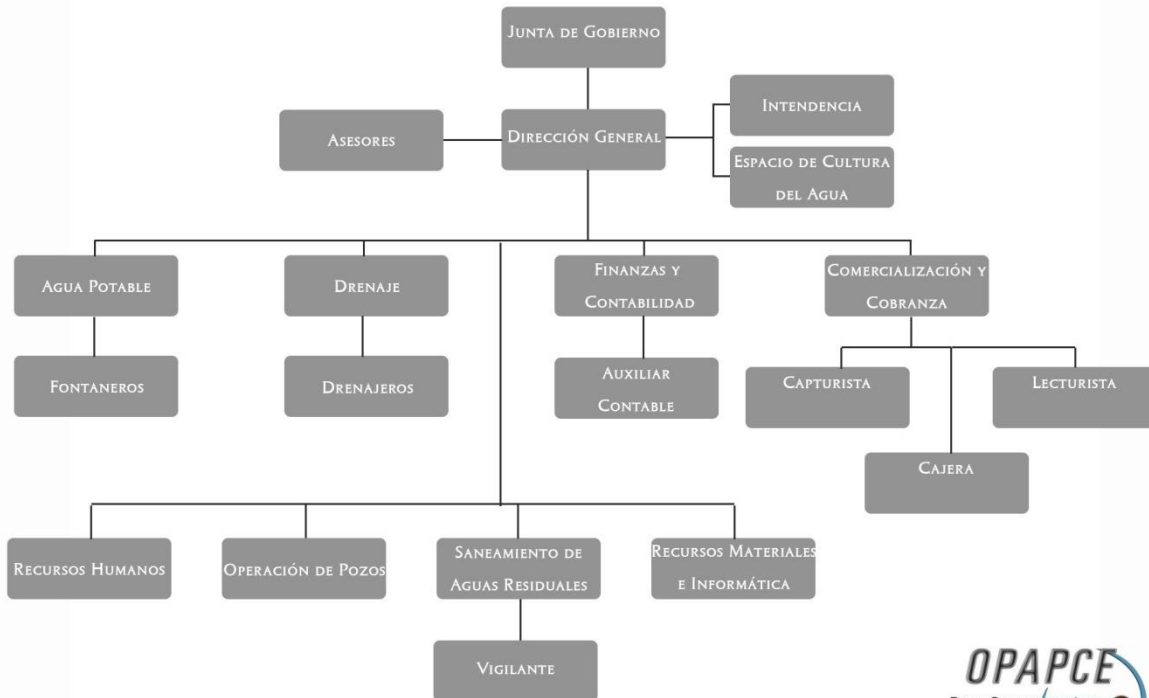 JUNTA DE GOBIERNO
INTENDENCIA
ASESORES
DIRECCIÓN GENERAL
ESPACIO DE CULTURA
DEL AGUA
AGUA POTABLE
DRENAJE
FINANZAS Y
CONTABILIDAD
COMERCIALIZACIÓN Y
COBRANZA
FONTANEROS
DRENAJEROS
AUXILIAR
CONTABLE
CAPTURISTA
LECTURISTA
CAJERA
RECURSOS HUMANOS
OPERACIÓN DE POZOS
SANEAMIENTO DE
AGUAS RESIDUALES
RECURSOS MATERIALES
E INFORMÁTICA
VIGILANTE
OPAPCE